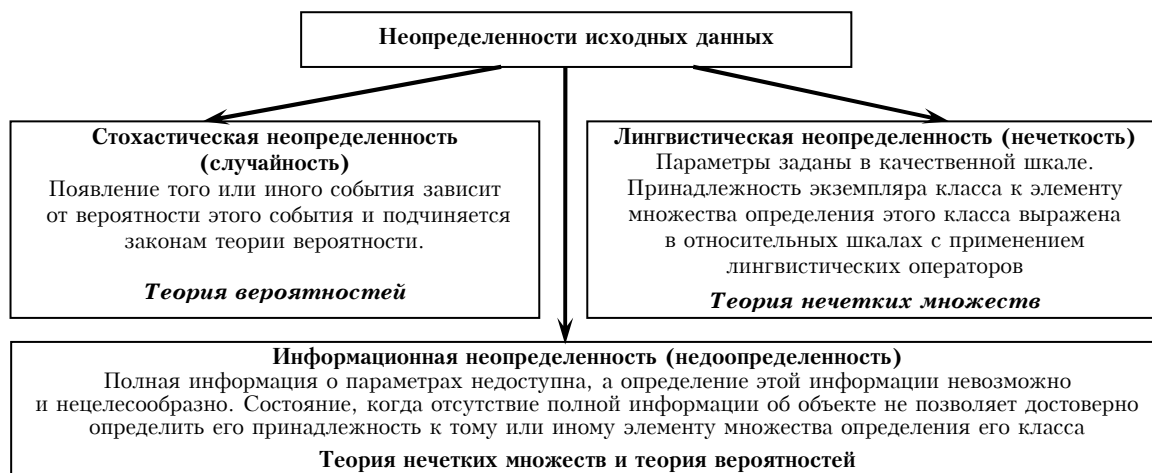 Неопределенности исходных данных
Стохастическая неопределенность
(случайность)
Появление того или иного события зависит
от вероятности этого события и подчиняется
законам теории вероятности.
Теория вероятностей
Лингвистическая неопределенность (нечеткость)
Параметры заданы в качественной шкале.
Принадлежность экземпляра класса к элементу
множества определения этого класса выражена
в относительных шкалах с применением
лингвистических операторов
Теория нечетких множеств
Информационная неопределенность (недоопределенность)
Полная информация о параметрах недоступна, а определение этой информации невозможно
и нецелесообразно. Состояние, когда отсутствие полной информации об объекте не позволяет достоверно
определить его принадлежность к тому или иному элементу множества определения его класса
Теория нечетких множеств и теория вероятностей